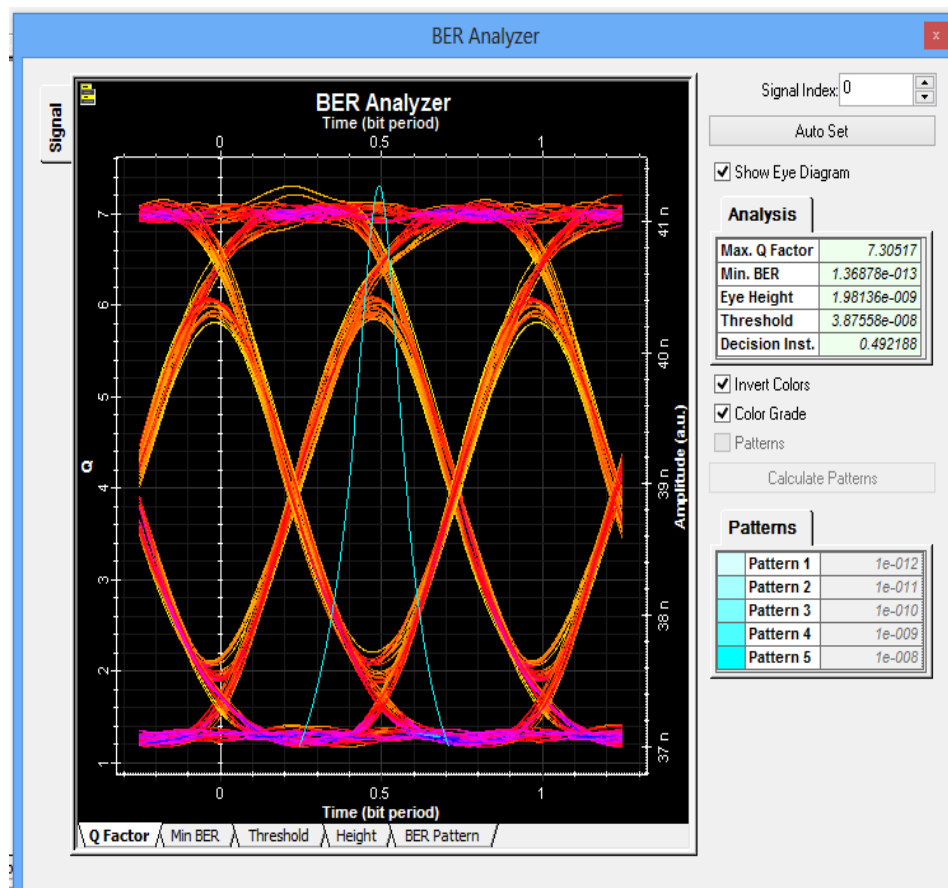 BER Analyzer
x
Signal
BER Analyzer
Time (bit period)
0 0.5 1
7
6
5
4
3
2
1
Q
41 n
40 n
39 n
38 n
37 n
Amplitude (a.u.)
0 0.5 1
Time (bit period)
Q Factor Min BER Threshold Height BER Pattern
Signal Index: 0
Auto Set
Show Eye Diagram
Analysis
Max. Q Factor 7.30517
Min. BER 1.36878e-013
Eye Height 1.98136e-009
Threshold 3.87558e-008
Decision Inst. 0.492188
Invert Colors
Color Grade
Patterns
Calculate Patterns
Patterns
Pattern 1 1e-012
Pattern 2 1e-011
Pattern 3 1e-010
Pattern 4 1e-009
Pattern 5 1e-008